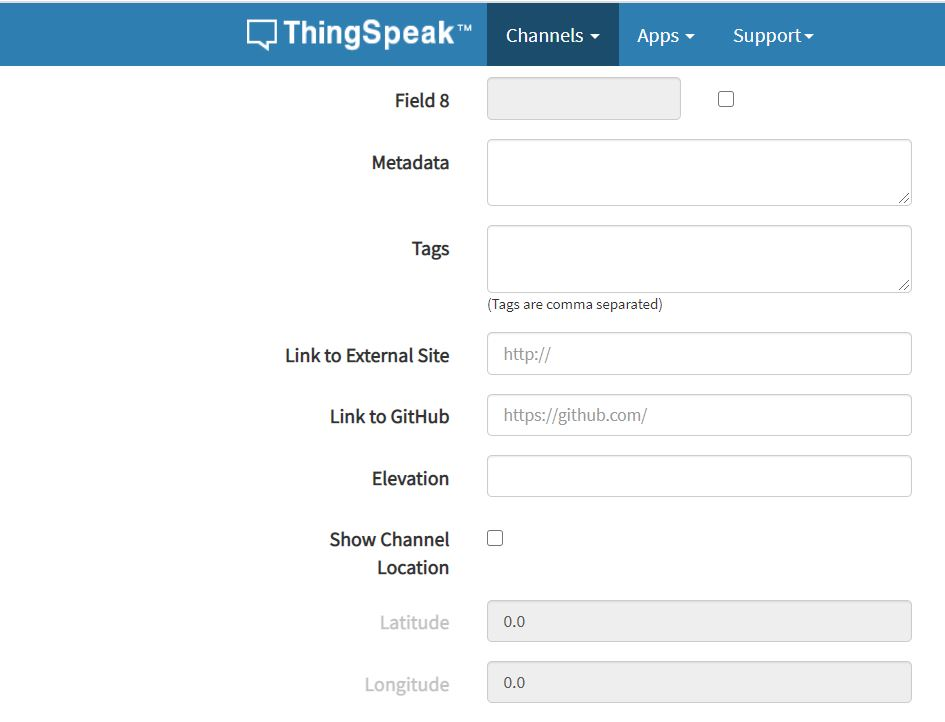 ThingSpeak™ Channels Apps Support
Field 8
Metadata
Tags
(Tags are comma separated)
Link to External Site http://
Link to GitHub https://github.com/
Elevation
Show Channel
Location
Latitude 0.0
Longitude 0.0